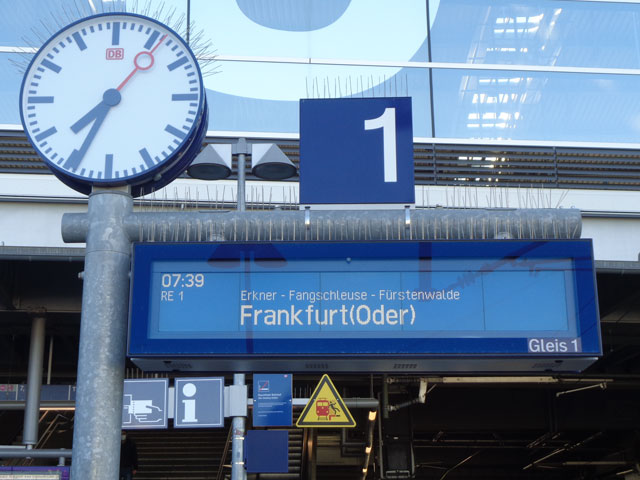 DB
1
07:39
RE 1
Erkner - Fangschleuse - Fürstenwalde
Frankfurt(Oder)
Gleis 1
i